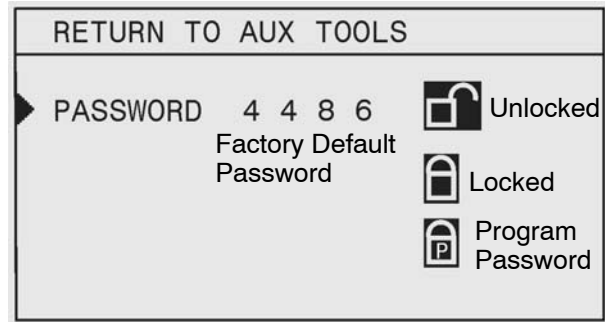 RETURN TO AUX TOOLS
PASSWORD 4 4 8 6
Factory Default
Password
Unlocked
Locked
P
Program
Password